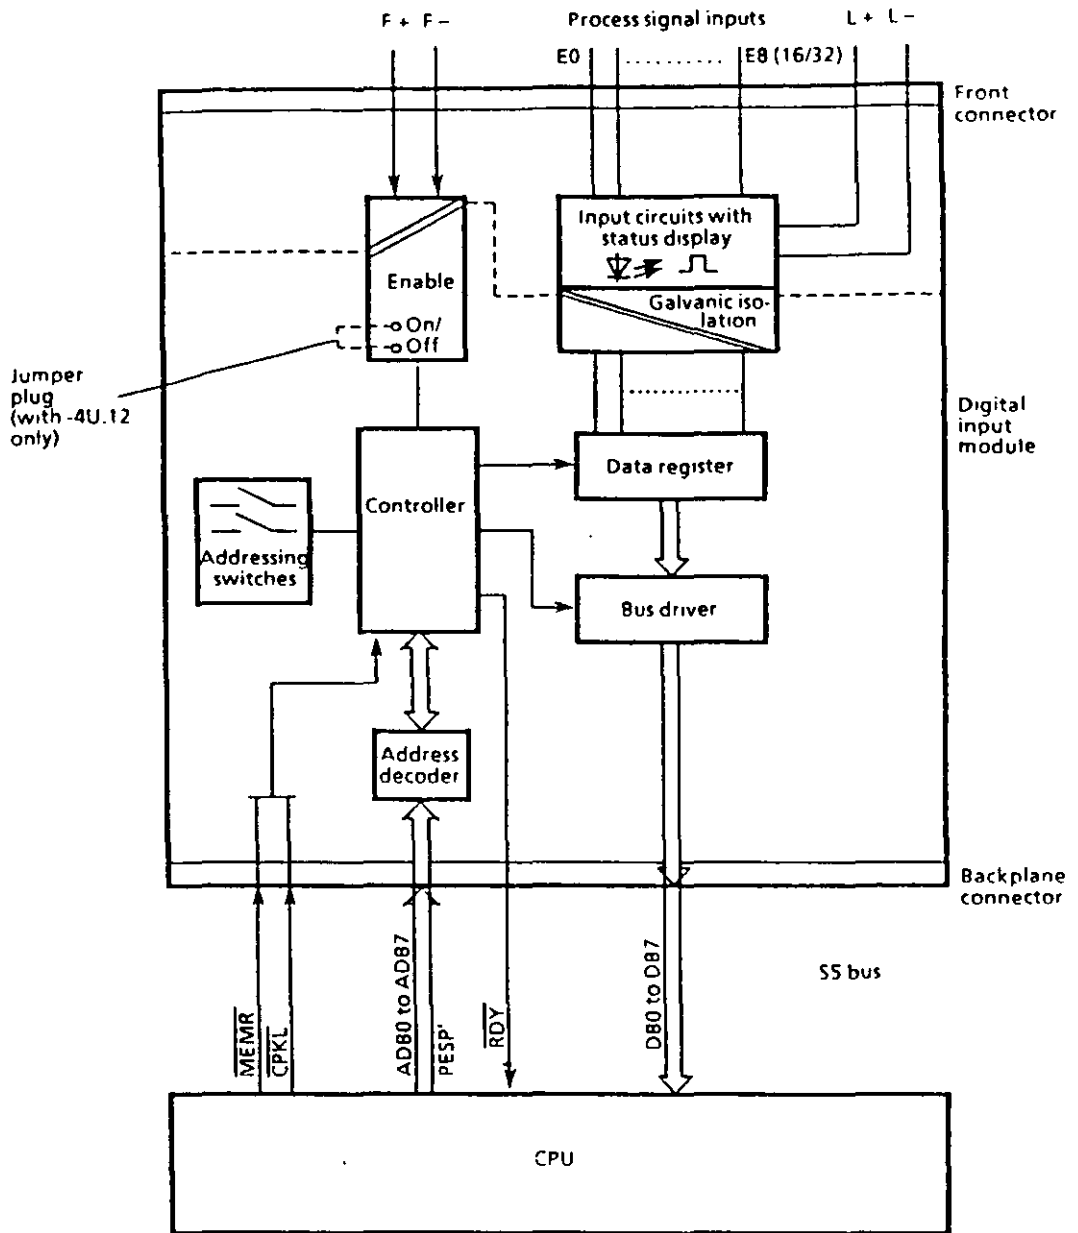 F + F – Process signal inputs L + L –
E0 .......... E8 (16/32)
Front
connector
Input circuits with
status display
Enable
Galvanic iso-
lation
On/
Off
Jumper
plug
(with -4U.12
only)
Digital
input
module
Data register
Controller
Addressing
switches
Bus driver
Address
decoder
Backplane
connector
S5 bus
MEMR
CPKL
ADB0 to ADB7
PESP'
RDY
DB0 to DB7
CPU